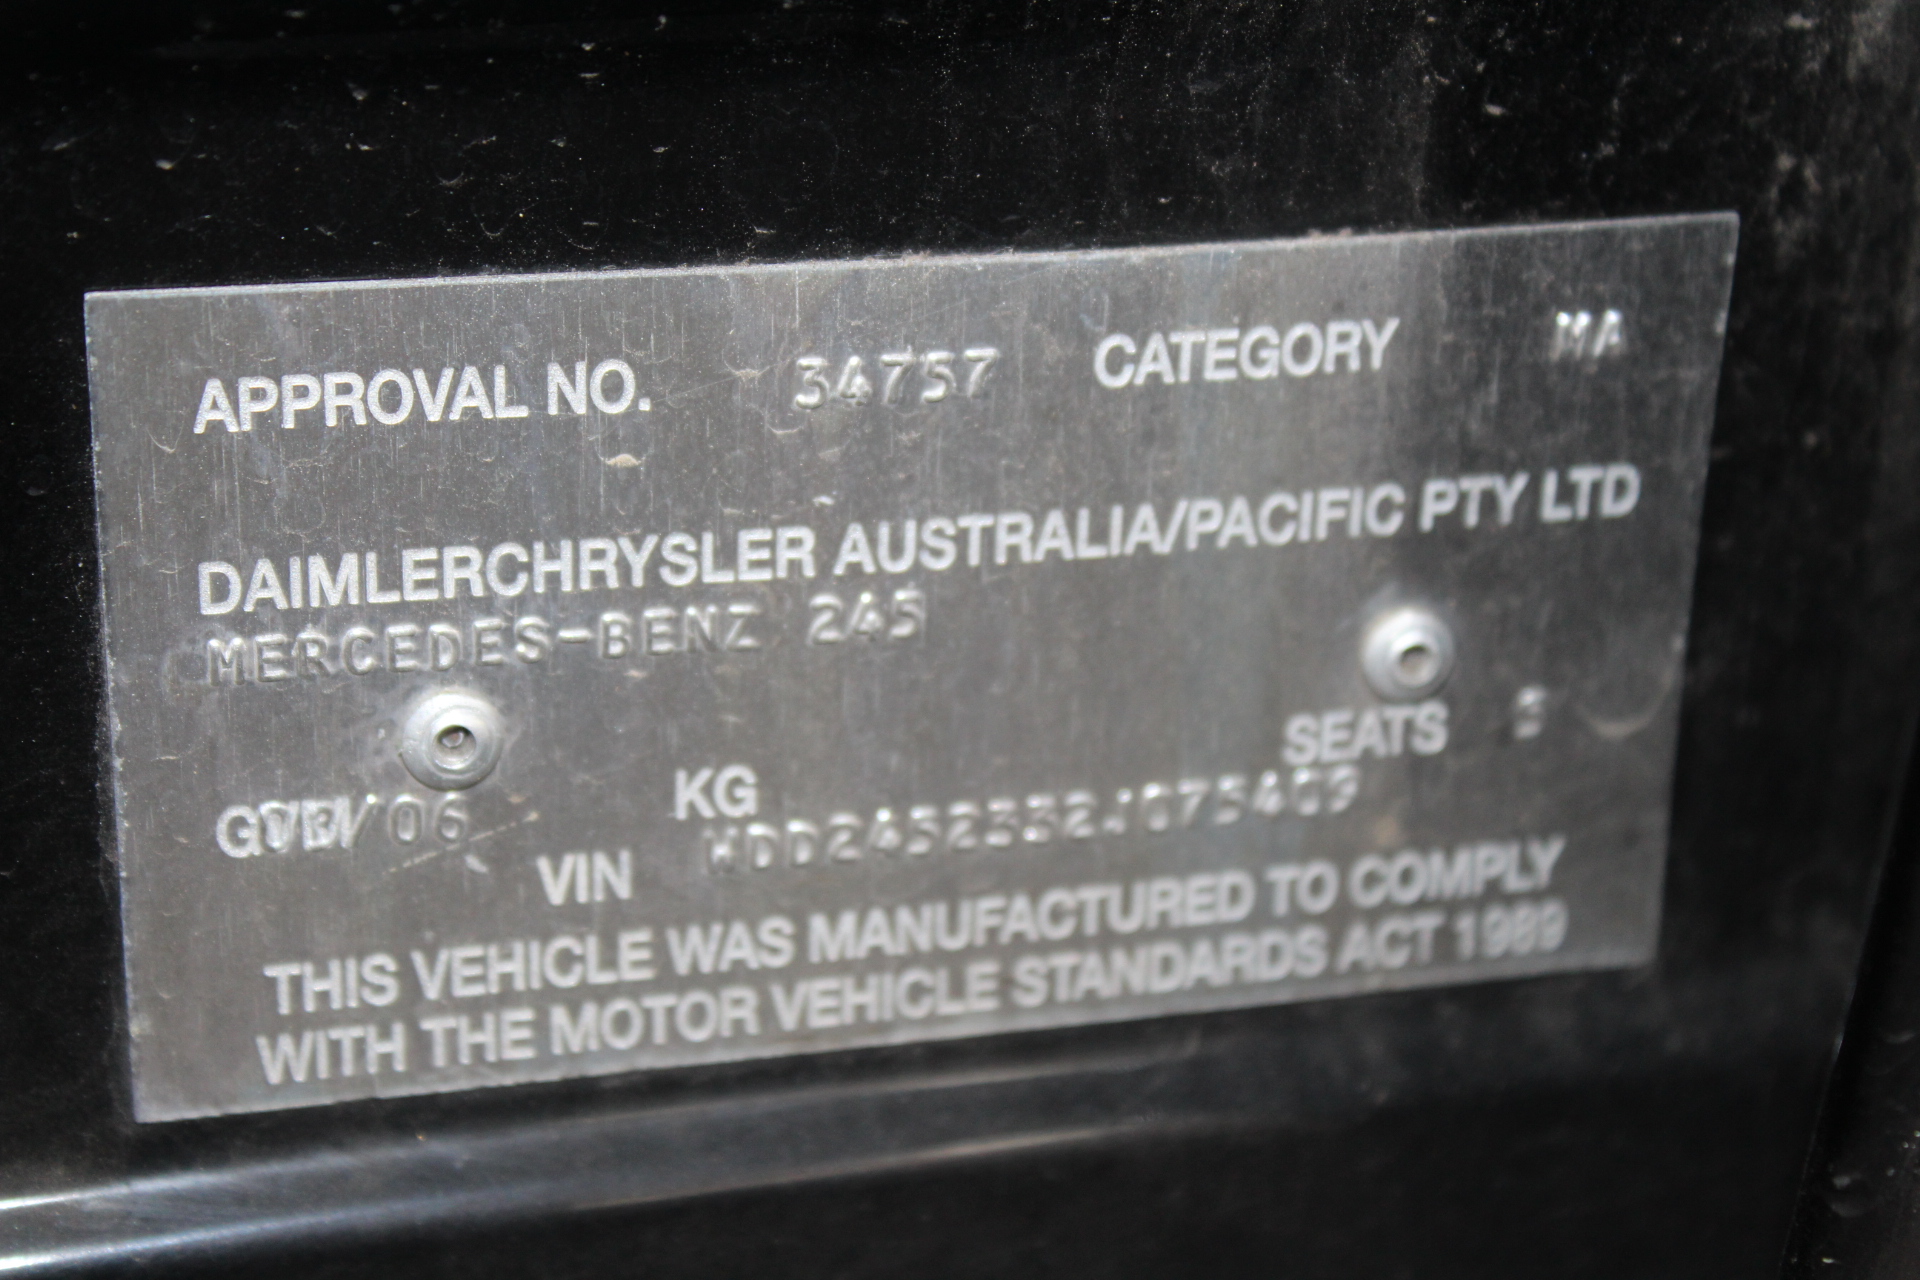 APPROVAL NO. 34757 CATEGORY MA
DAIMLERCHRYSLER AUSTRALIA/PACIFIC PTY LTD
MERCEDES-BENZ 245
SEATS
KG
VIN WDD2452332J075409
THIS VEHICLE WAS MANUFACTURED TO COMPLY
WITH THE MOTOR VEHICLE STANDARDS ACT 1989